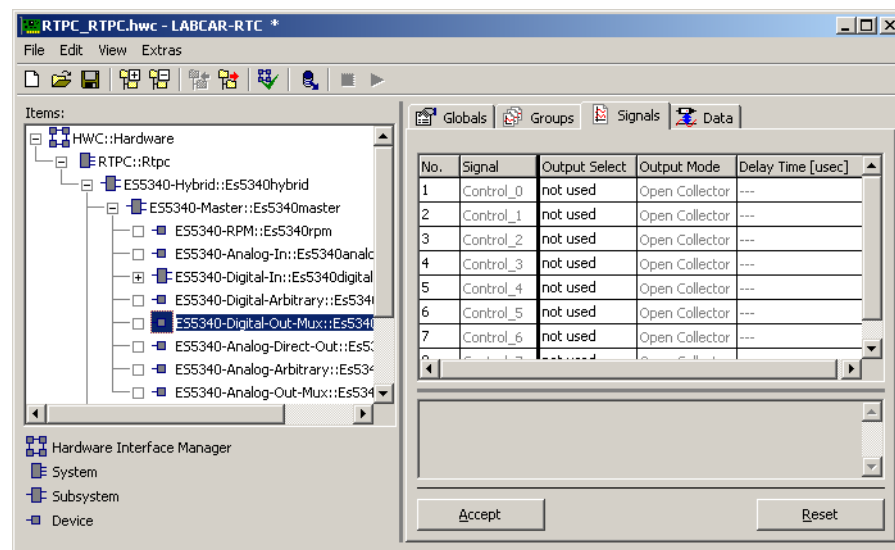 RTPC_RTPC.hwc - LABCAR-RTC *
File Edit View Extras
Items:
HWC::Hardware
RTPC::Rtpc
ES5340-Hybrid::Es5340hybrid
ES5340-Master::Es5340master
ES5340-RPM::Es5340rpm
ES5340-Analog-In::Es5340analo
ES5340-Digital-In::Es5340digital
ES5340-Digital-Arbitrary::Es534
ES5340-Digital-Out-Mux::Es534
ES5340-Analog-Direct-Out::Es5
ES5340-Analog-Arbitrary::Es534
ES5340-Analog-Out-Mux::Es534
Hardware Interface Manager
System
Subsystem
Device
Globals Groups Signals Data
No. Signal Output Select Output Mode Delay Time [usec]
1 Control_0 not used Open Collector ---
2 Control_1 not used Open Collector ---
3 Control_2 not used Open Collector ---
4 Control_3 not used Open Collector ---
5 Control_4 not used Open Collector ---
6 Control_5 not used Open Collector ---
7 Control_6 not used Open Collector ---
Accept Reset